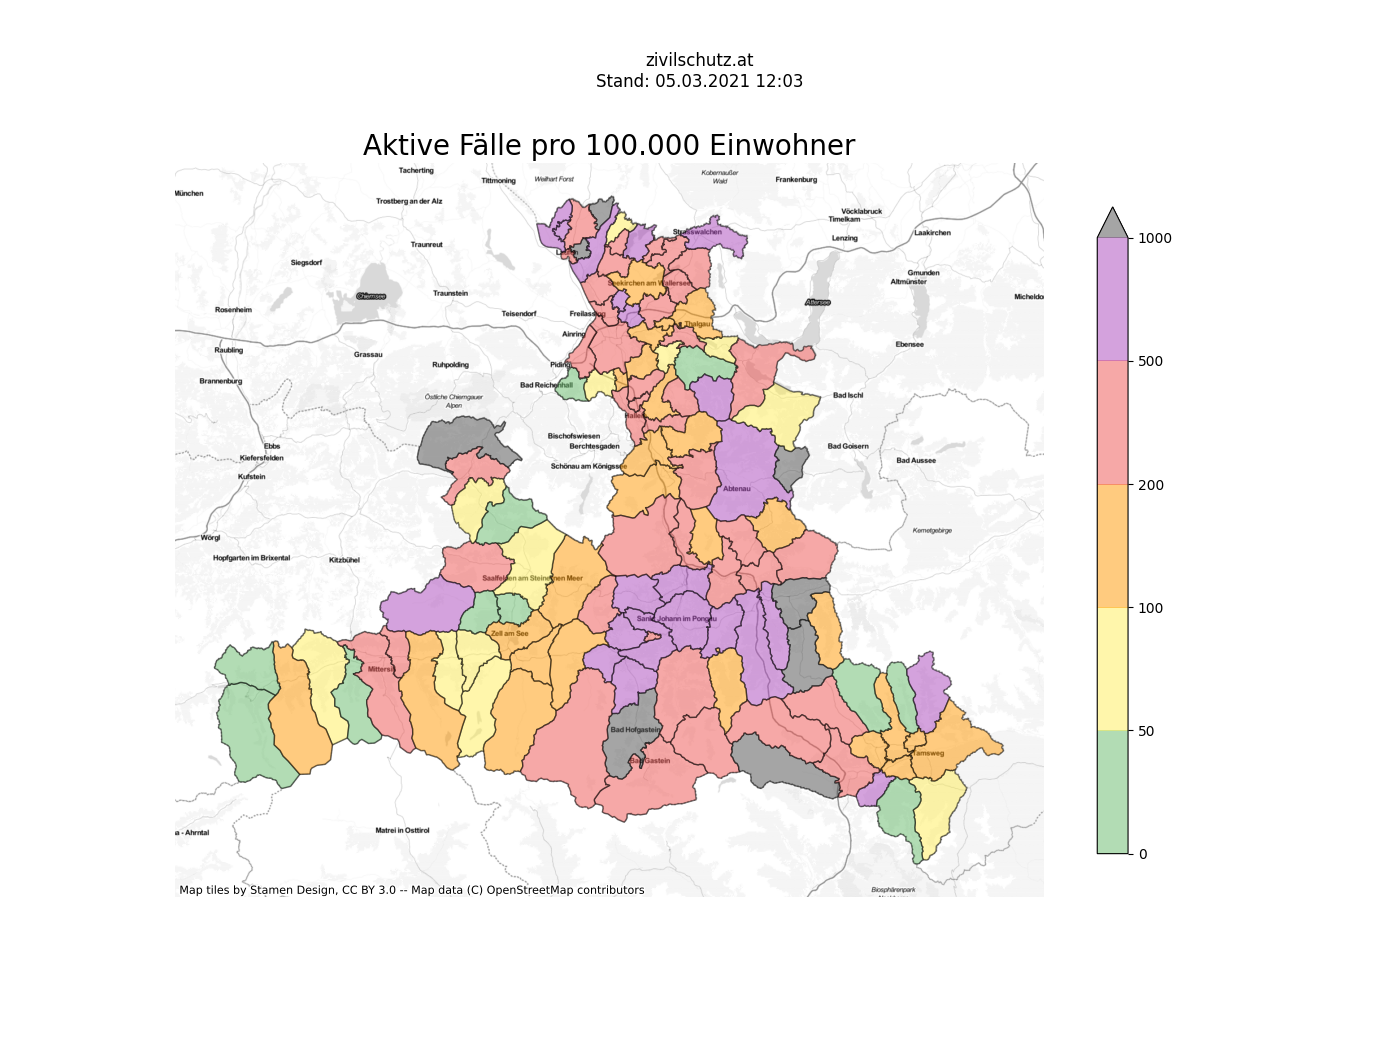 zivilschutz.at
Stand: 05.03.2021 12:03
Aktive Fälle pro 100.000 Einwohner
Tacherting
Tittmoning
Weilhart Forst
Kobernaußer
Wald
Frankenburg
München
Trostberg an der Alz
Vöcklabruck
Timelkam
Laakirchen
Strasswalchen
Lenzing
Traunreut
Siegsdorf
Gmunden
Altmünster
Seekirchen am Wallersee
Chiemsee
Traunstein
Attersee
Rosenheim
Teisendorf
Freilassing
Thalgau
Ainring
Ebensee
Raubling
Grassau
Ruhpolding
Piding
Brannenburg
Bad Reichenhall
Östliche Chiemgauer
Alpen
Bad Ischl
Hallein
Bischofswiesen
Berchtesgaden
Bad Goisern
Ebbs
Kiefersfelden
Schönau am Königssee
Bad Aussee
Kufstein
Abtenau
Kemetgebirge
Wörgl
Hopfgarten im Brixental
Kitzbühel
Saalfelden am Steinernen Meer
Sankt Johann im Pongau
Zell am See
Mittersill
Bad Hofgastein
Bad Gastein
Tamsweg
a - Ahrntal
Matrei in Osttirol
Biosphärenpark
Map tiles by Stamen Design, CC BY 3.0 -- Map data (C) OpenStreetMap contributors
1000
500
200
100
50
0